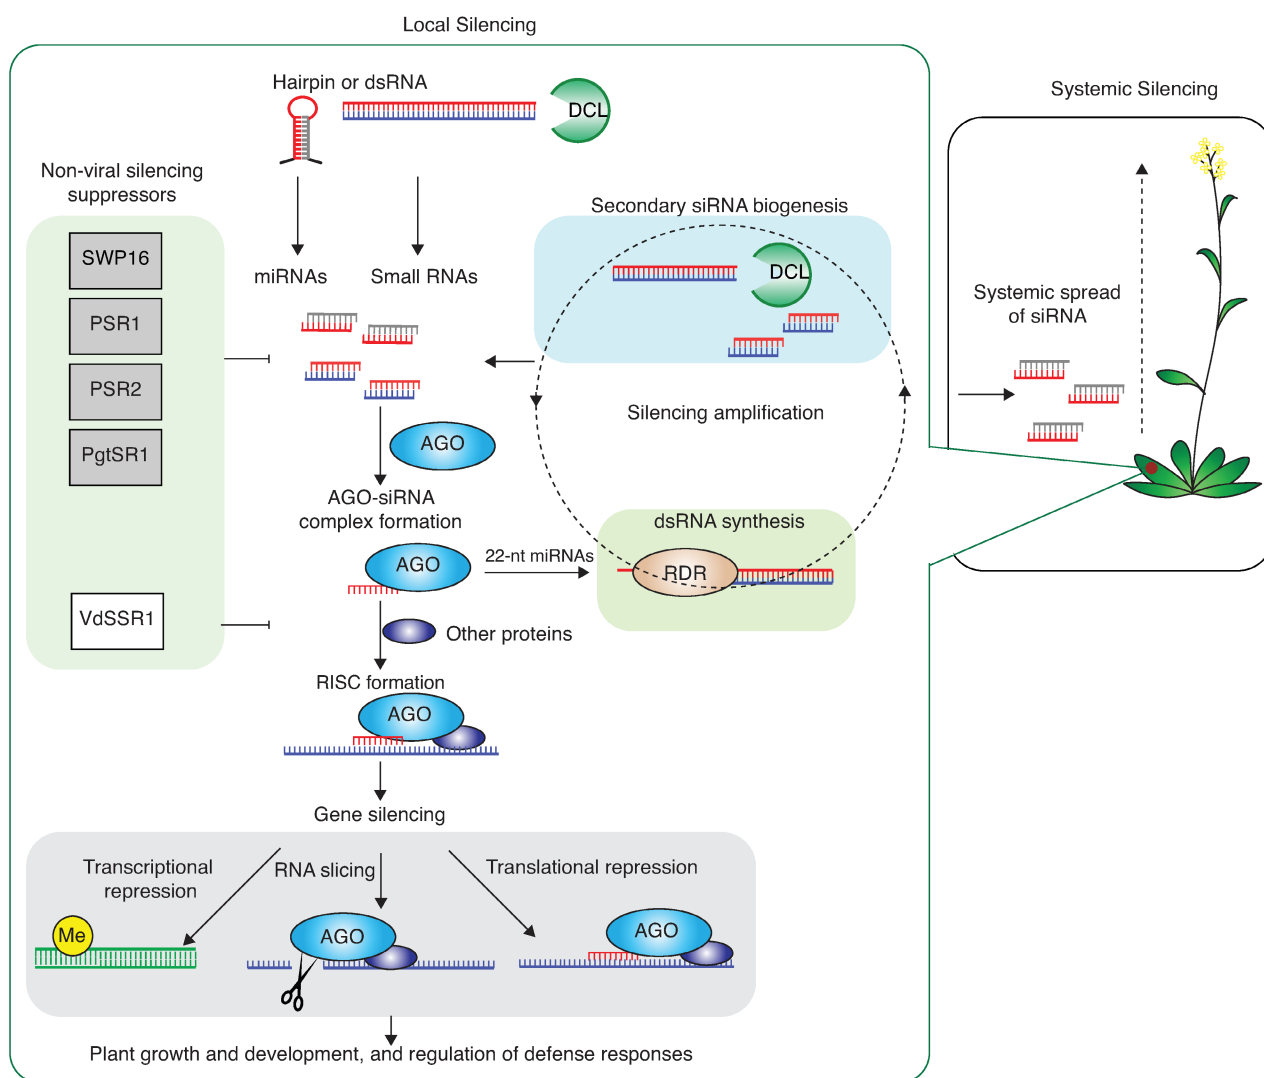 Local Silencing
Hairpin or dsRNA
DCL
Non-viral silencing
suppressors
SWP16
PSR1
PSR2
PgtSR1
VdSSR1
miRNAs
Small RNAs
Secondary siRNA biogenesis
DCL
Silencing amplification
AGO
AGO-siRNA
complex formation
AGO
22-nt miRNAs
dsRNA synthesis
RDR
Other proteins
RISC formation
AGO
Gene silencing
Transcriptional
repression
Me
RNA slicing
AGO
Translational repression
AGO
Plant growth and development, and regulation of defense responses
Systemic Silencing
Systemic spread
of siRNA